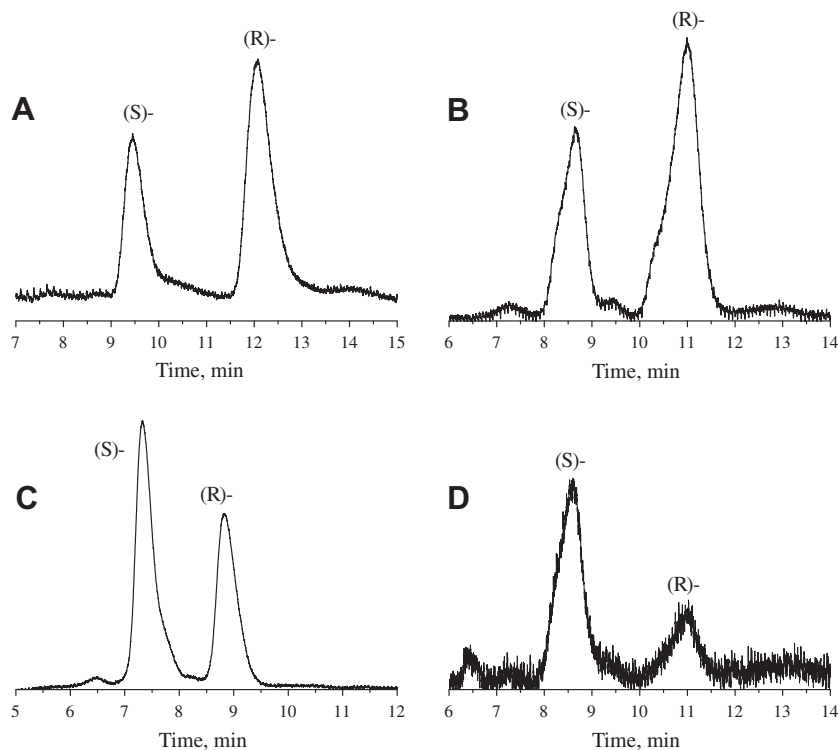 (S)-
(R)-
A
7 8 9 10 11 12 13 14 15
Time, min
(S)-
(R)-
B
6 7 8 9 10 11 12 13 14
Time, min
(S)-
(R)-
C
5 6 7 8 9 10 11 12
Time, min
(S)-
(R)-
D
6 7 8 9 10 11 12 13 14
Time, min